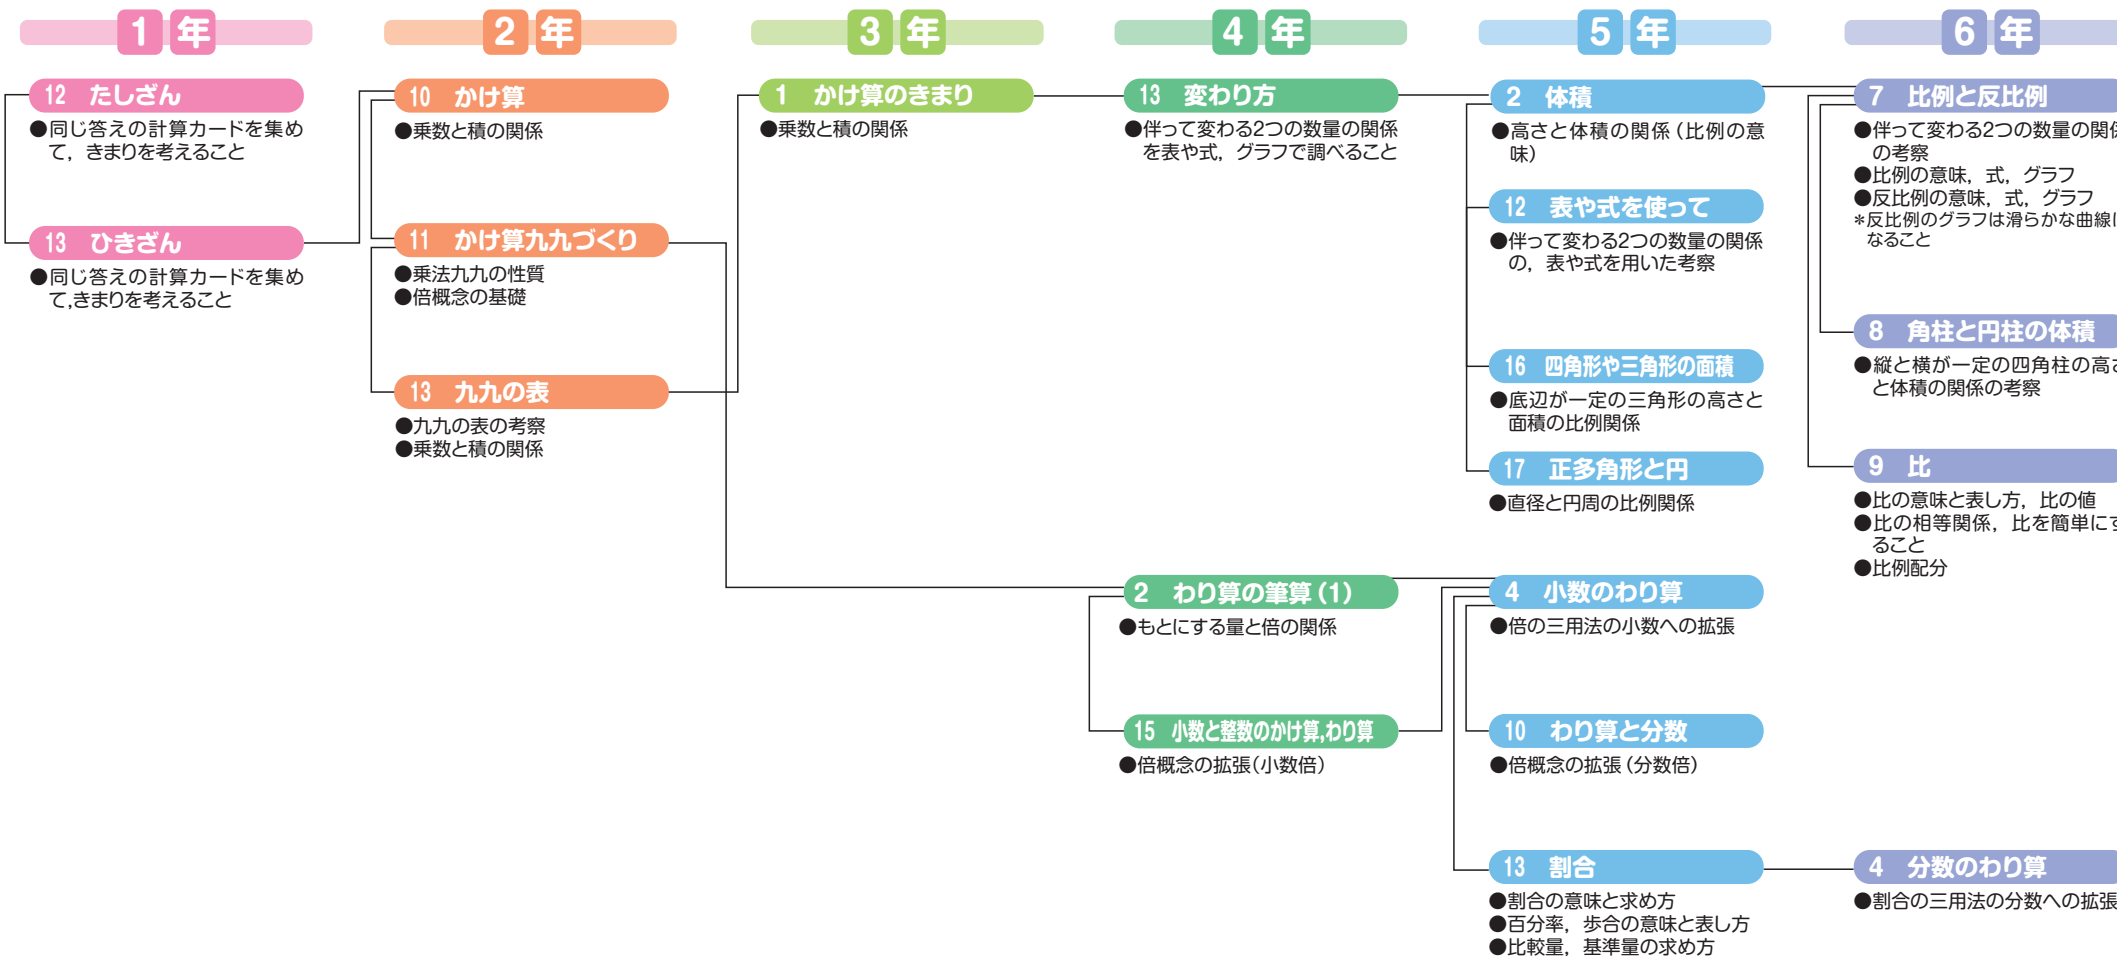 1 年
12 たしざん
●同じ答えの計算カードを集め
て，きまりを考えること
13 ひきざん
●同じ答えの計算カードを集め
て,きまりを考えること
2 年
10 かけ算
●乗数と積の関係
11 かけ算九九づくり
●乗法九九の性質
●倍概念の基礎
13 九九の表
●九九の表の考察
●乗数と積の関係
3 年
1 かけ算のきまり
●乗数と積の関係
4 年
13 変わり方
●伴って変わる2つの数量の関係
を表や式，グラフで調べること
2 わり算の筆算（1）
●もとにする量と倍の関係
15 小数と整数のかけ算,わり算
●倍概念の拡張（小数倍）
5 年
2 体積
●高さと体積の関係（比例の意
味）
12 表や式を使って
●伴って変わる2つの数量の関係
の，表や式を用いた考察
16 四角形や三角形の面積
●底辺が一定の三角形の高さと
面積の比例関係
17 正多角形と円
●直径と円周の比例関係
4 小数のわり算
●倍の三用法の小数への拡張
10 わり算と分数
●倍概念の拡張（分数倍）
13 割合
●割合の意味と求め方
●百分率，歩合の意味と表し方
●比較量，基準量の求め方
6 年
7 比例と反比例
●伴って変わる2つの数量の関
の考察
●比例の意味，式，グラフ
●反比例の意味，式，グラフ
＊反比例のグラフは滑らかな曲線
なること
8 角柱と円柱の体積
●縦と横が一定の四角柱の高
と体積の関係の考察
9 比
●比の意味と表し方，比の値
●比の相等関係，比を簡単に
ること
●比例配分
4 分数のわり算
●割合の三用法の分数への拡張